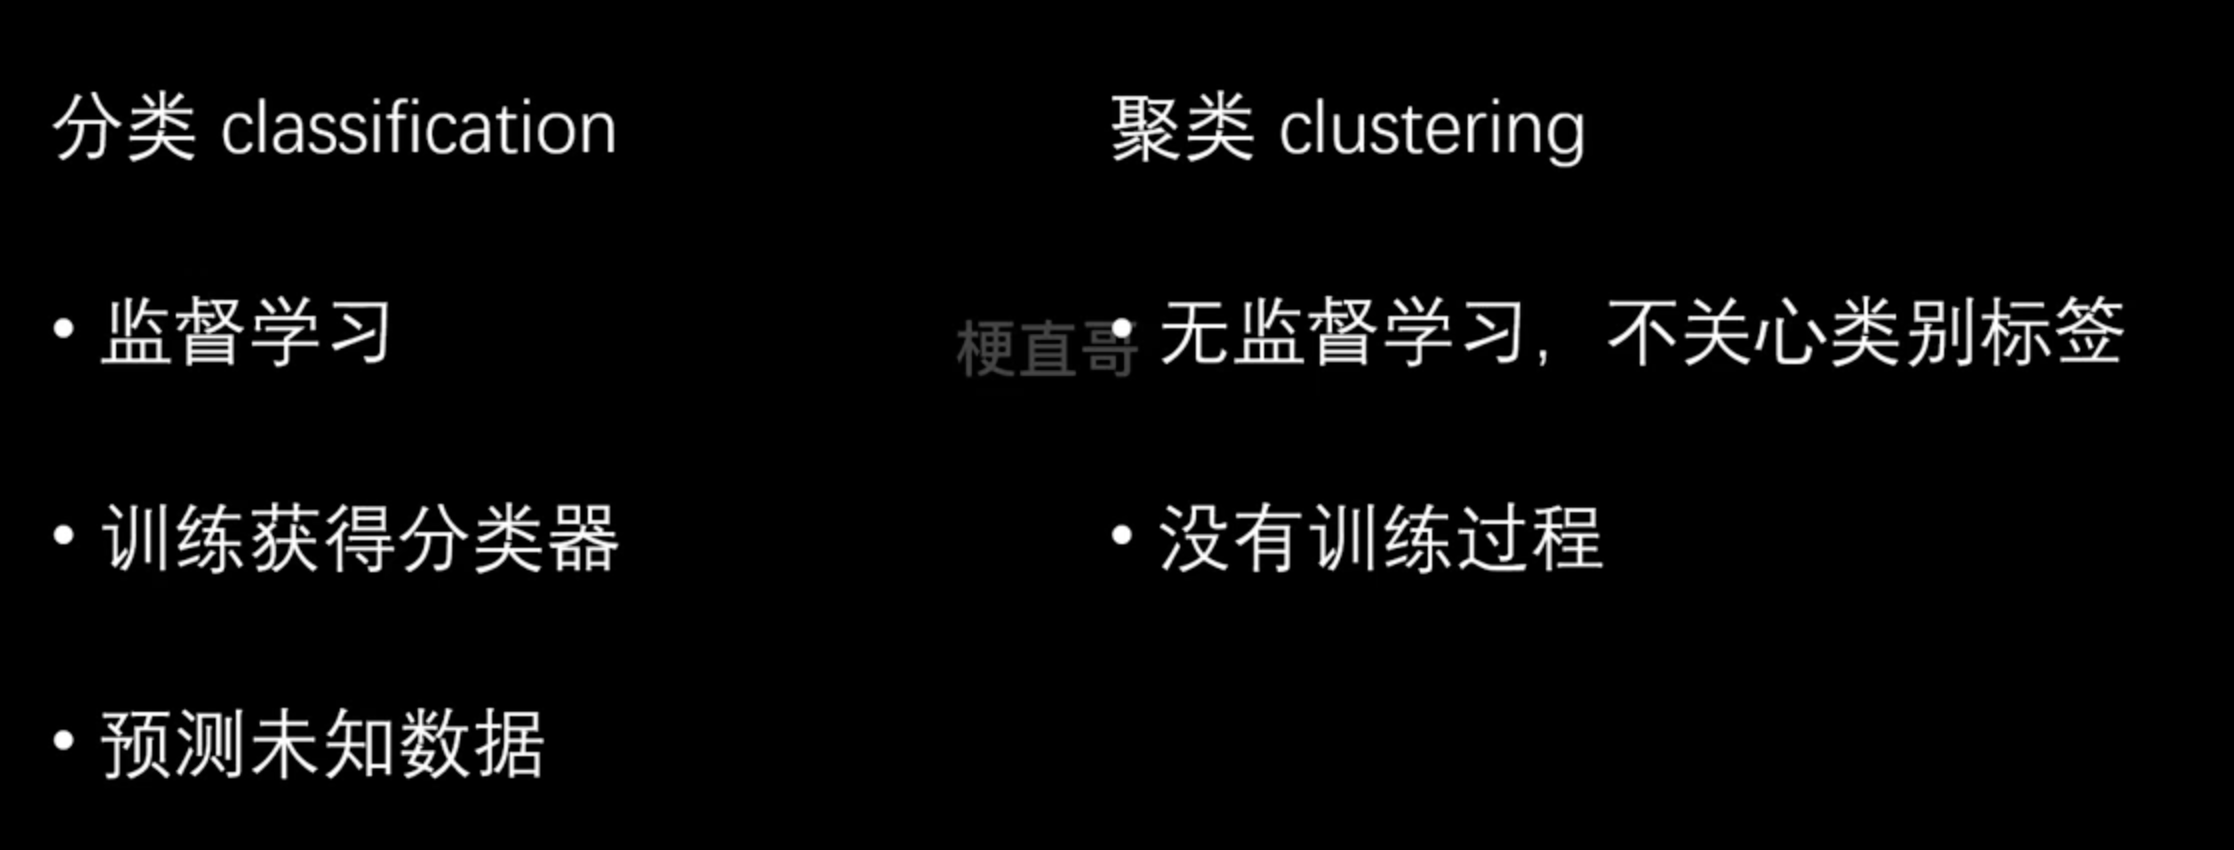 分类 classification
• 监督学习
• 训练获得分类器
• 预测未知数据
聚类 clustering
• 无监督学习，不关心类别标签
• 没有训练过程
梗直哥